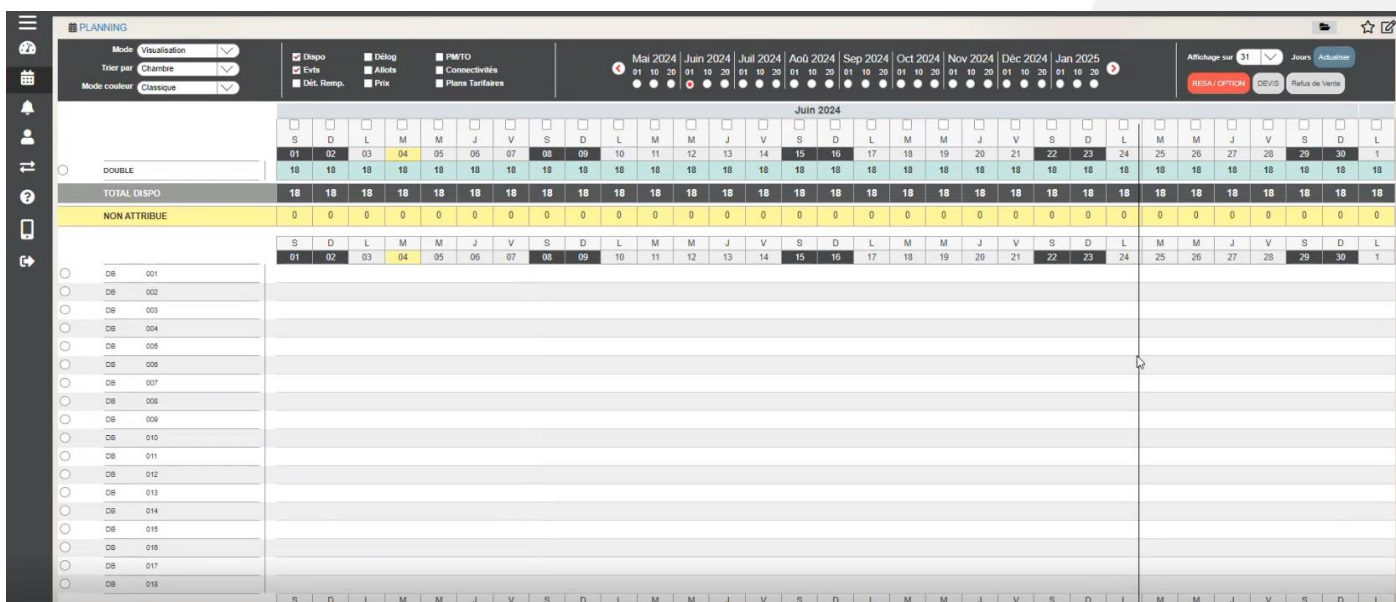 PLANNING
Mode Visualisation
Trier par Chambre
Mode couleur Classique
Dispo Délog PM/TO
Evts Allots Connectivités
Dét. Remp. Prix Plans Tarifaires
Mai 2024 Juin 2024 Juil 2024 Aoû 2024 Sep 2024 Oct 2024 Nov 2024 Déc 2024 Jan 2025
01 10 20 01 10 20 01 10 20 01 10 20 01 10 20 01 10 20 01 10 20 01 10 20 01 10 20
Affichage sur 31 Jours Actualiser
RESA / OPTION DEVIS Refus de Vente
Juin 2024
S D L M M J V S D L M M J V S D L M M J V S D L M M J V S D L
01 02 03 04 05 06 07 08 09 10 11 12 13 14 15 16 17 18 19 20 21 22 23 24 25 26 27 28 29 30 1
DOUBLE 18 18 18 18 18 18 18 18 18 18 18 18 18 18 18 18 18 18 18 18 18 18 18 18 18 18 18 18 18 18 18
TOTAL DISPO 18 18 18 18 18 18 18 18 18 18 18 18 18 18 18 18 18 18 18 18 18 18 18 18 18 18 18 18 18 18 18
NON ATTRIBUE 0 0 0 0 0 0 0 0 0 0 0 0 0 0 0 0 0 0 0 0 0 0 0 0 0 0 0 0 0 0 0
S D L M M J V S D L M M J V S D L M M J V S D L M M J V S D L
01 02 03 04 05 06 07 08 09 10 11 12 13 14 15 16 17 18 19 20 21 22 23 24 25 26 27 28 29 30 1
DB 001
DB 002
DB 003
DB 004
DB 005
DB 006
DB 007
DB 008
DB 009
DB 010
DB 011
DB 012
DB 013
DB 014
DB 015
DB 016
DB 017
DB 018
S D L M M J V S D L M M J V S D L M M J V S D L M M J V S D L